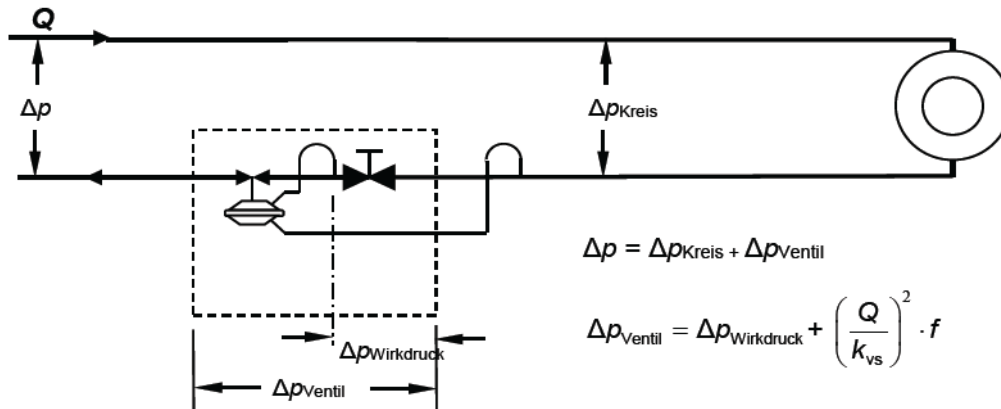 Q
Δp
ΔpKreis
Δp = ΔpKreis + ΔpVentil
ΔpVentil = ΔpWirkdruck + (Q / kvs)² · f
ΔpWirkdruck
ΔpVentil